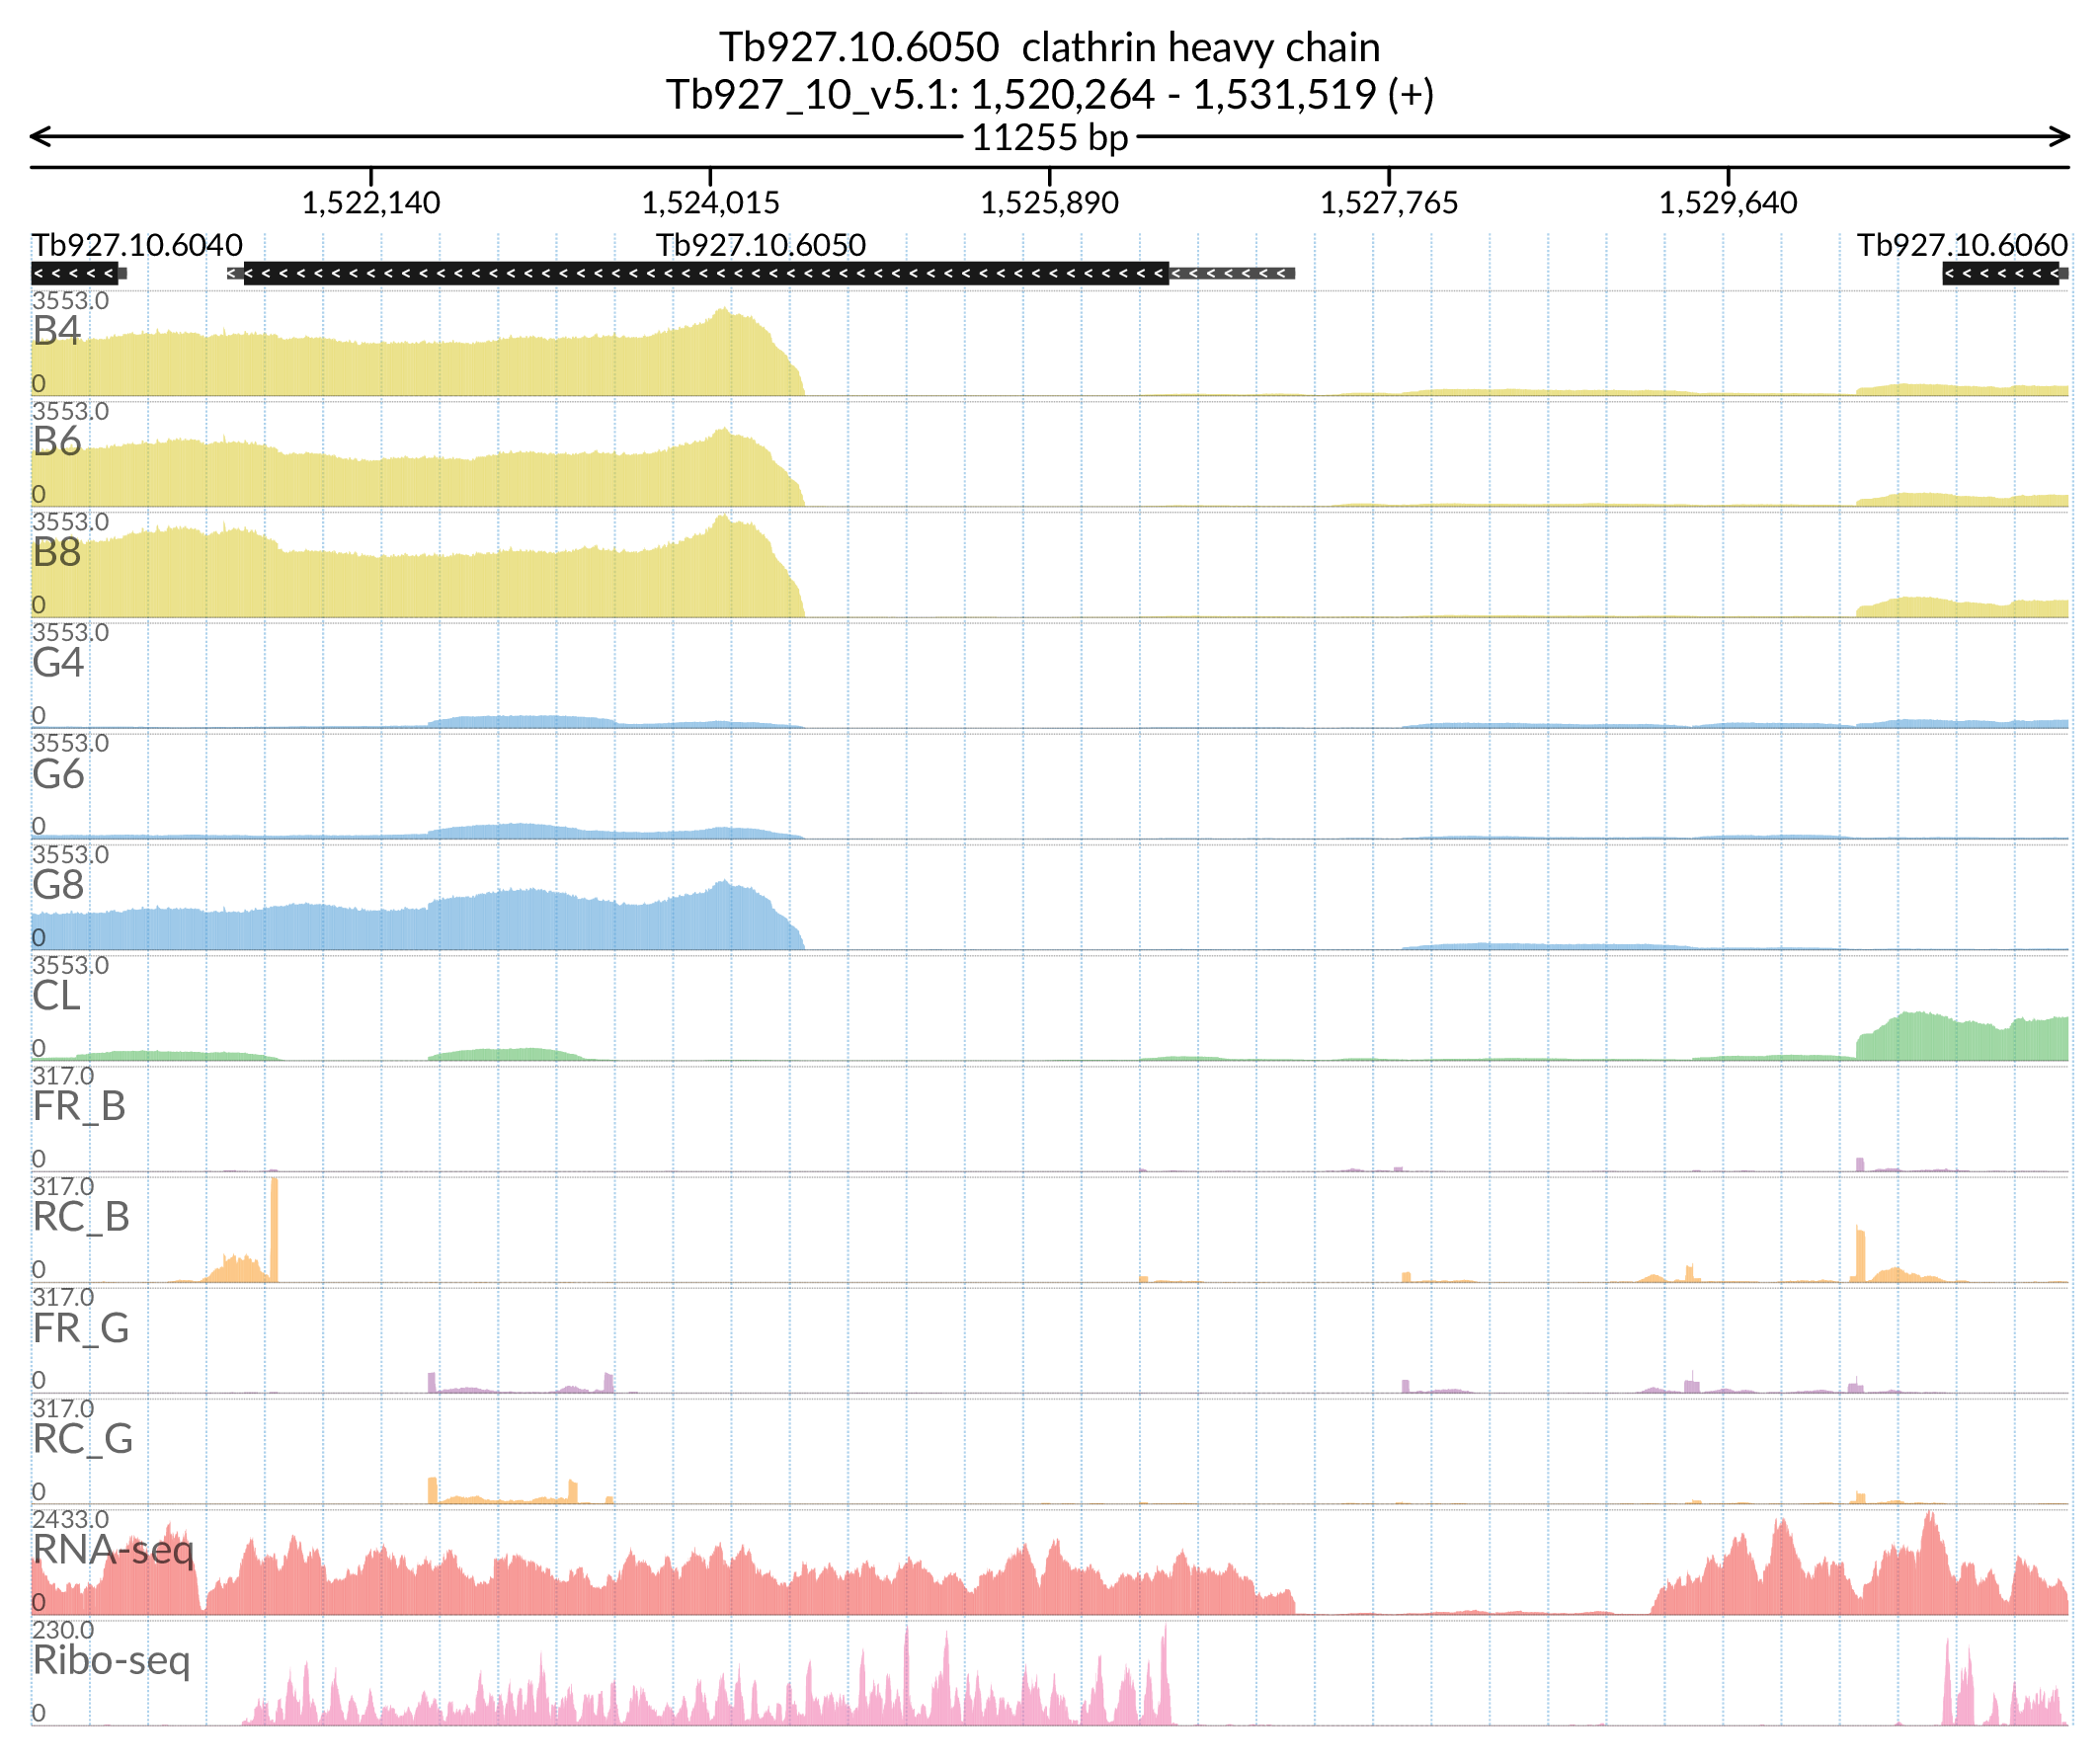 Tb927.10.6050  clathrin heavy chain
Tb927_10_v5.1: 1,520,264 - 1,531,519 (+)
11255 bp
1,522,140 1,524,015 1,525,890 1,527,765 1,529,640
Tb927.10.6040 Tb927.10.6050 Tb927.10.6060
3553.0
B4
0
3553.0
B6
0
3553.0
B8
0
3553.0
G4
0
3553.0
G6
0
3553.0
G8
0
3553.0
CL
0
317.0
FR_B
0
317.0
RC_B
0
317.0
FR_G
0
317.0
RC_G
0
2433.0
RNA-seq
0
230.0
Ribo-seq
0